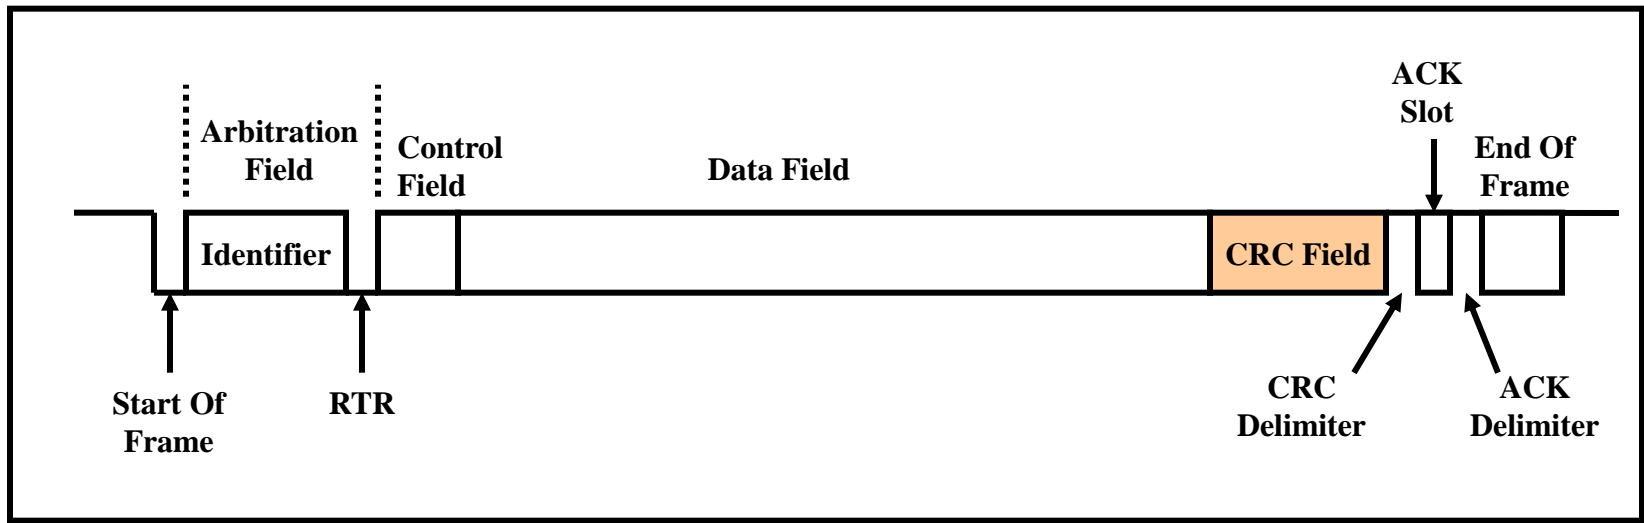 ACK
Slot
Arbitration
Field
Control
Field
Data Field
End Of
Frame
Identifier
CRC Field
Start Of
Frame
RTR
CRC
Delimiter
ACK
Delimiter